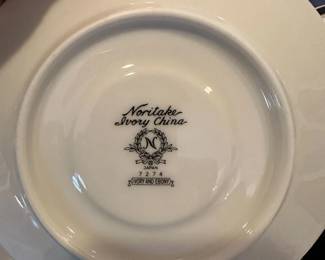 Noritake
Ivory China
N
JAPAN
7274
IVORY AND EBONY